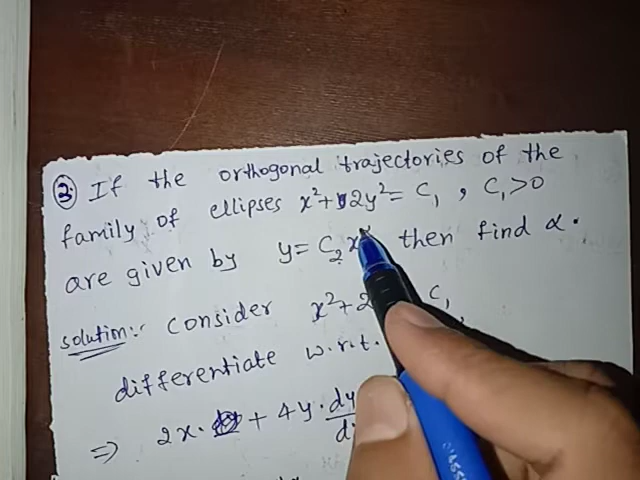 ③. If the orthogonal trajectories of the
family of ellipses x²+2y² = C₁ , C₁>0
are given by y = C₂ x then find α.
solution:- Consider x²+2 C₁
differentiate w.r.t.
⇒ 2x. + 4y. dy